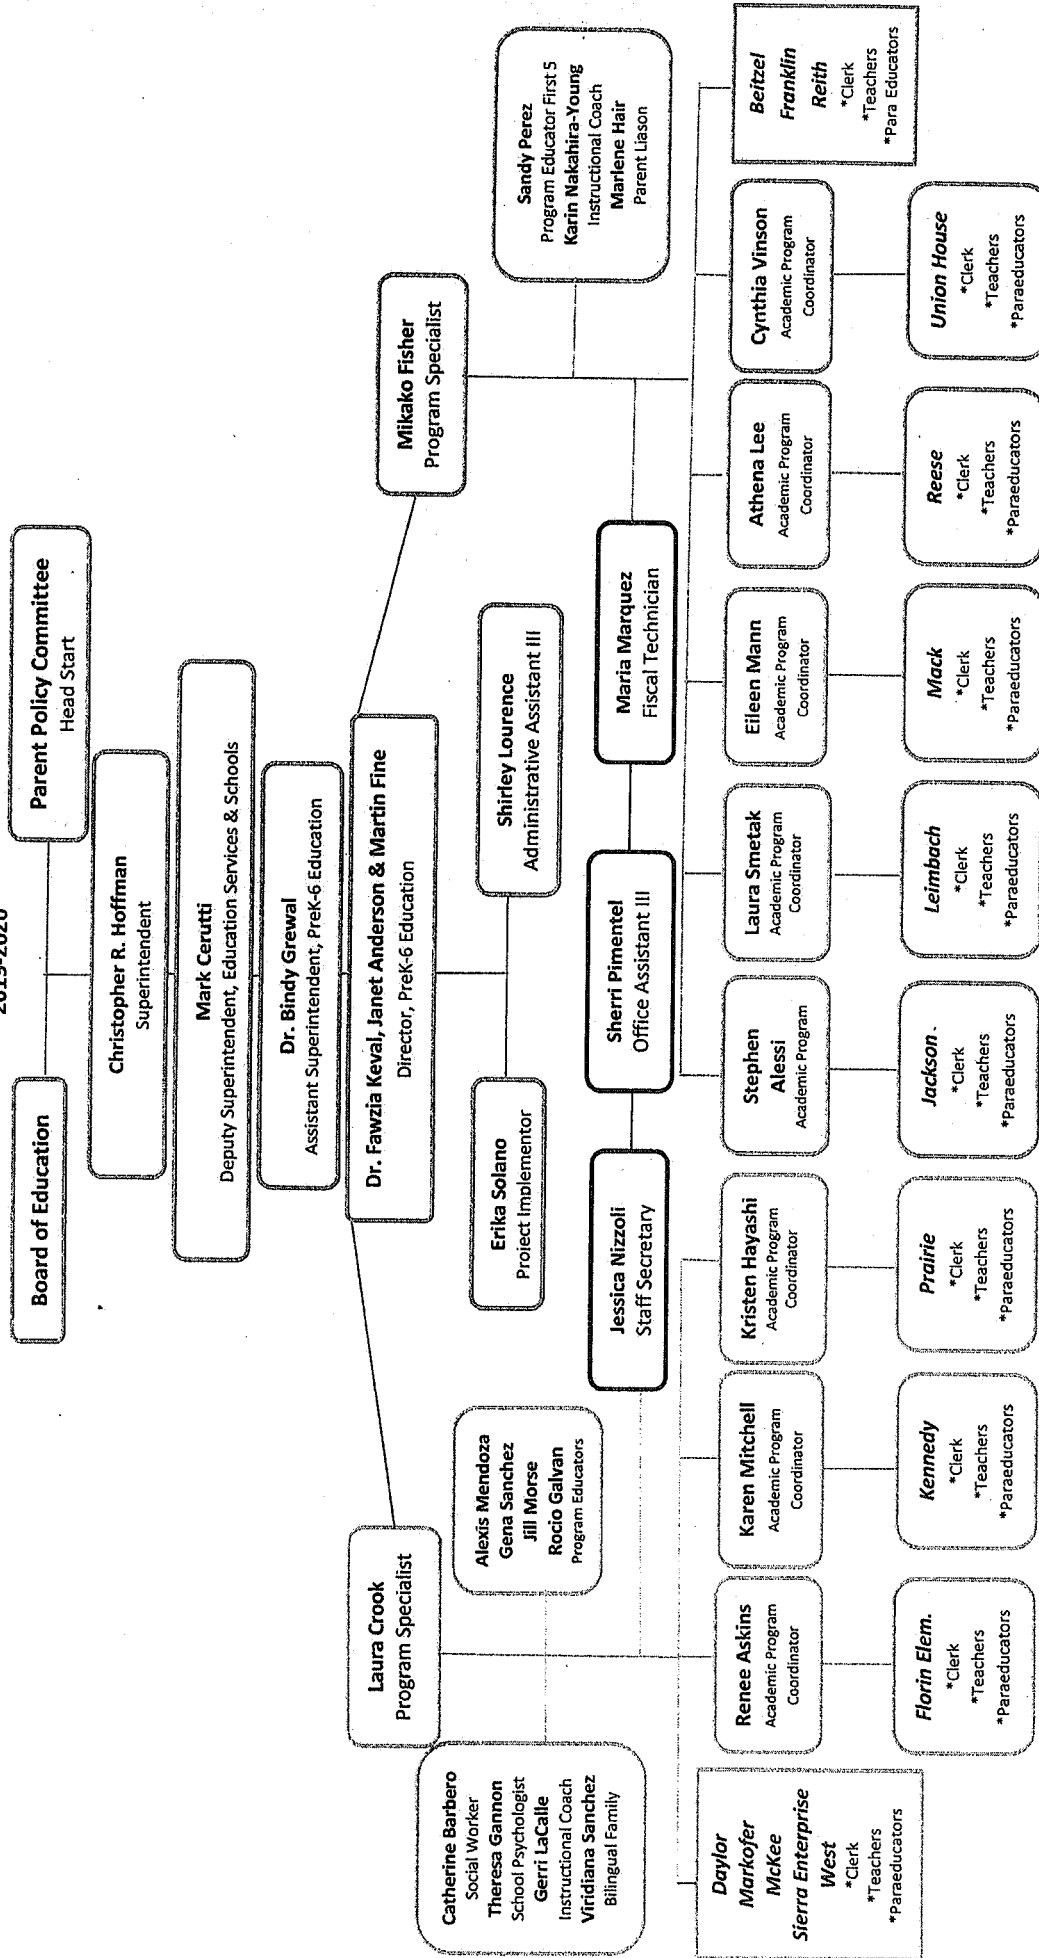 2019-2020
Board of Education
Parent Policy Committee
Head Start
Christopher R. Hoffman
Superintendent
Mark Cerutti
Deputy Superintendent, Education Services & Schools
Dr. Bindy Grewal
Assistant Superintendent, PreK-6 Education
Dr. Fawzia Keval, Janet Anderson & Martin Fine
Director, PreK-6 Education
Laura Crook
Program Specialist
Mikako Fisher
Program Specialist
Catherine Barbero
Social Worker
Theresa Gannon
School Psychologist
Gerri LaCalle
Instructional Coach
Viridiana Sanchez
Bilingual Family
Alexis Mendoza
Gena Sanchez
Jill Morse
Rocio Galvan
Program Educators
Erika Solano
Project Implementor
Shirley Lourence
Administrative Assistant III
Sandy Perez
Program Educator First 5
Karin Nakahira-Young
Instructional Coach
Marlene Hair
Parent Liason
Jessica Nizzoli
Staff Secretary
Sherri Pimentel
Office Assistant III
Maria Marquez
Fiscal Technician
Daylor
Markofer
McKee
Sierra Enterprise
West
*Clerk
*Teachers
*Paraeducators
Renee Askins
Academic Program
Coordinator
Karen Mitchell
Academic Program
Coordinator
Kristen Hayashi
Academic Program
Coordinator
Stephen
Alessi
Academic Program
Laura Smetak
Academic Program
Coordinator
Eileen Mann
Academic Program
Coordinator
Athena Lee
Academic Program
Coordinator
Cynthia Vinson
Academic Program
Coordinator
Beitzel
Franklin
Reith
*Clerk
*Teachers
*Para Educators
Florin Elem.
*Clerk
*Teachers
*Paraeducators
Kennedy
*Clerk
*Teachers
*Paraeducators
Prairie
*Clerk
*Teachers
*Paraeducators
Jackson
*Clerk
*Teachers
*Paraeducators
Leimbach
*Clerk
*Teachers
*Paraeducators
Mack
*Clerk
*Teachers
*Paraeducators
Reese
*Clerk
*Teachers
*Paraeducators
Union House
*Clerk
*Teachers
*Paraeducators